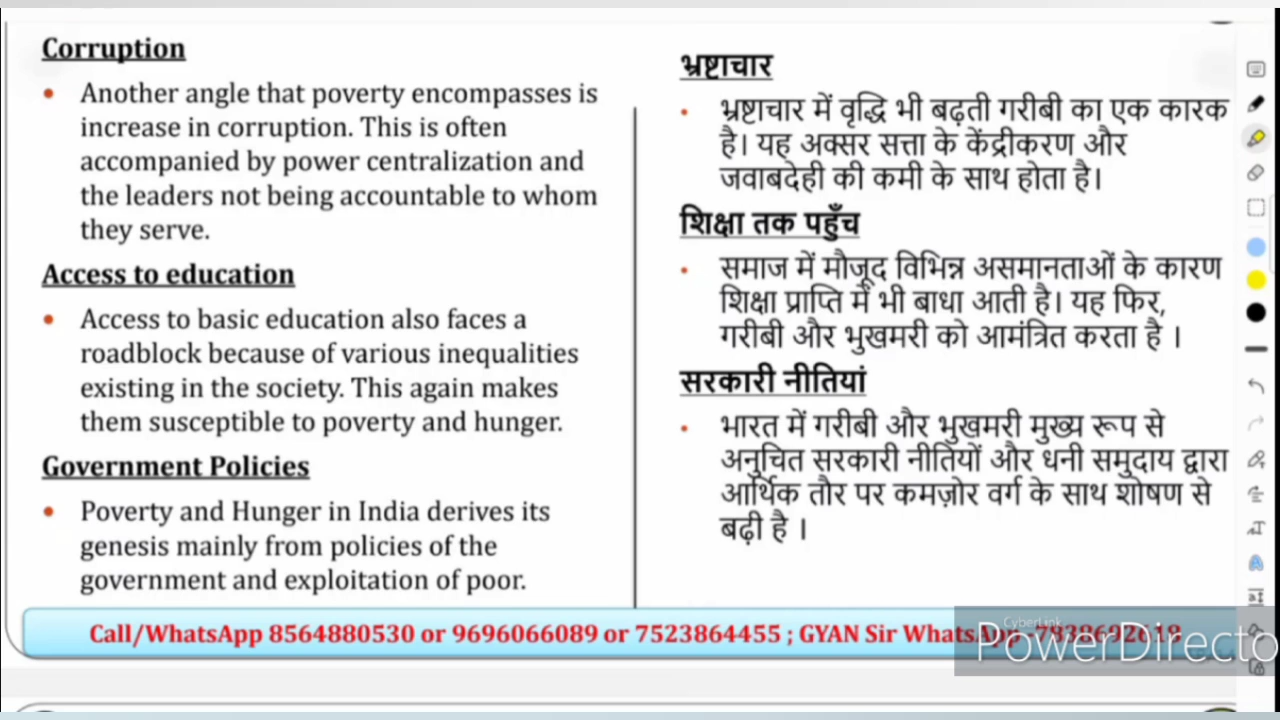 Corruption
• Another angle that poverty encompasses is
increase in corruption. This is often
accompanied by power centralization and
the leaders not being accountable to whom
they serve.
Access to education
• Access to basic education also faces a
roadblock because of various inequalities
existing in the society. This again makes
them susceptible to poverty and hunger.
Government Policies
• Poverty and Hunger in India derives its
genesis mainly from policies of the
government and exploitation of poor.
भ्रष्टाचार
• भ्रष्टाचार में वृद्धि भी बढ़ती गरीबी का एक कारक
है। यह अक्सर सत्ता के केंद्रीकरण और
जवाबदेही की कमी के साथ होता है।
शिक्षा तक पहुँच
• समाज में मौजूद विभिन्न असमानताओं के कारण
शिक्षा प्राप्ति में भी बाधा आती है। यह फिर,
गरीबी और भुखमरी को आमंत्रित करता है ।
सरकारी नीतियां
• भारत में गरीबी और भुखमरी मुख्य रूप से
अनुचित सरकारी नीतियों और धनी समुदाय द्वारा
आर्थिक तौर पर कमज़ोर वर्ग के साथ शोषण से
बढ़ी है ।
Call/WhatsApp 8564880530 or 9696066089 or 7523864455 ; GYAN Sir WhatsApp
CyberLink
PowerDirecto